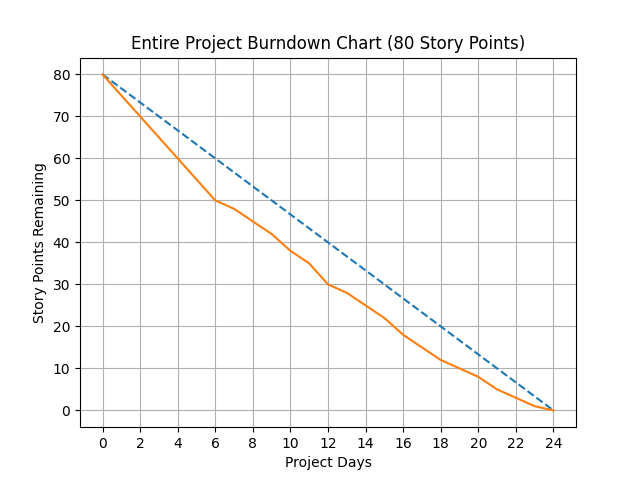 Entire Project Burndown Chart (80 Story Points)
80
70
60
50
40
30
20
10
0
Story Points Remaining
0 2 4 6 8 10 12 14 16 18 20 22 24
Project Days